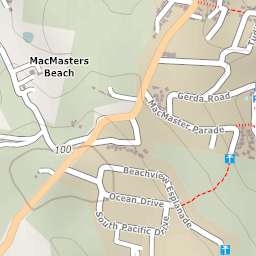 MacMasters
Beach
Gerda Road
MacMaster Parade
100
Beachview Esplanade
Ocean Drive
South Pacific Drive